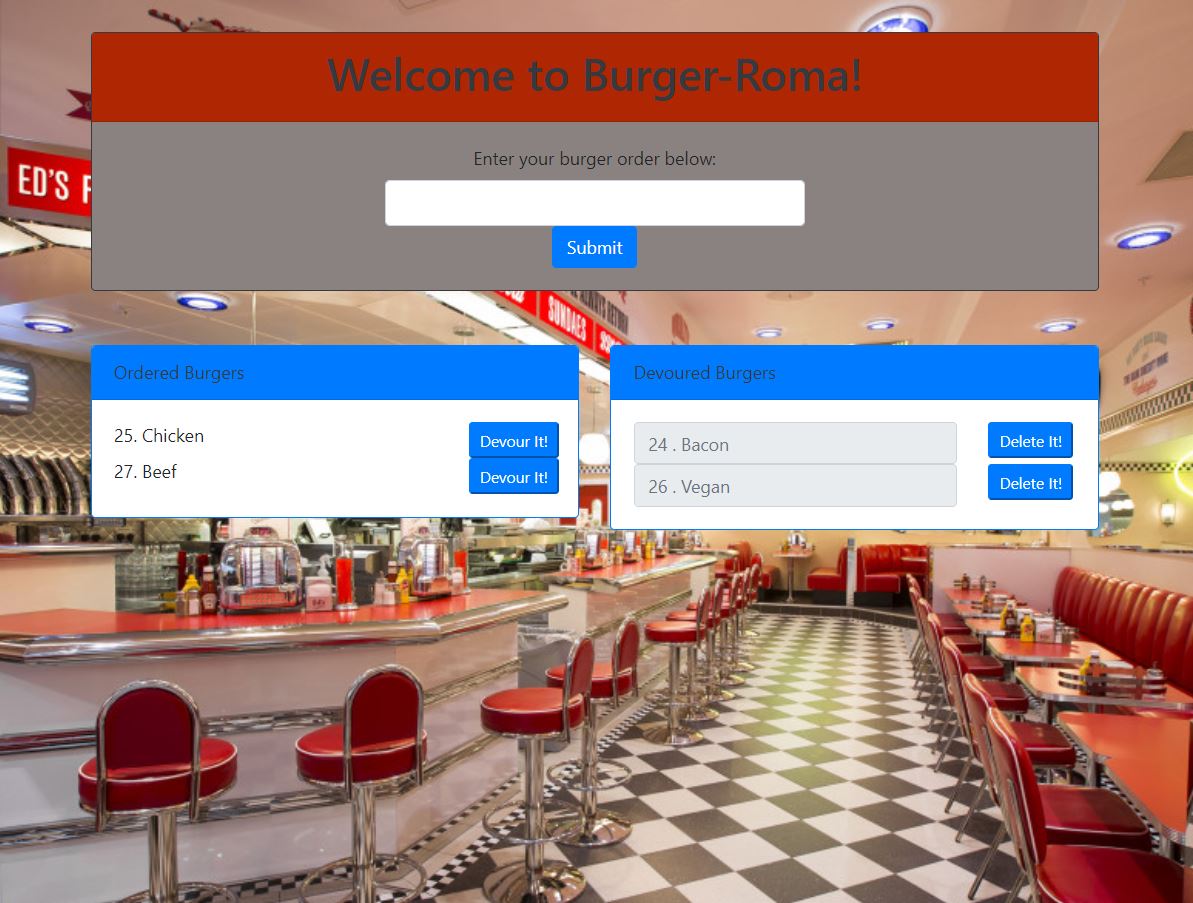 Welcome to Burger-Roma!
Enter your burger order below:
ED'S
Submit
SUNDAES
Ordered Burgers
Devoured Burgers
25. Chicken
Devour It!
27. Beef
Devour It!
24 . Bacon
Delete It!
26 . Vegan
Delete It!